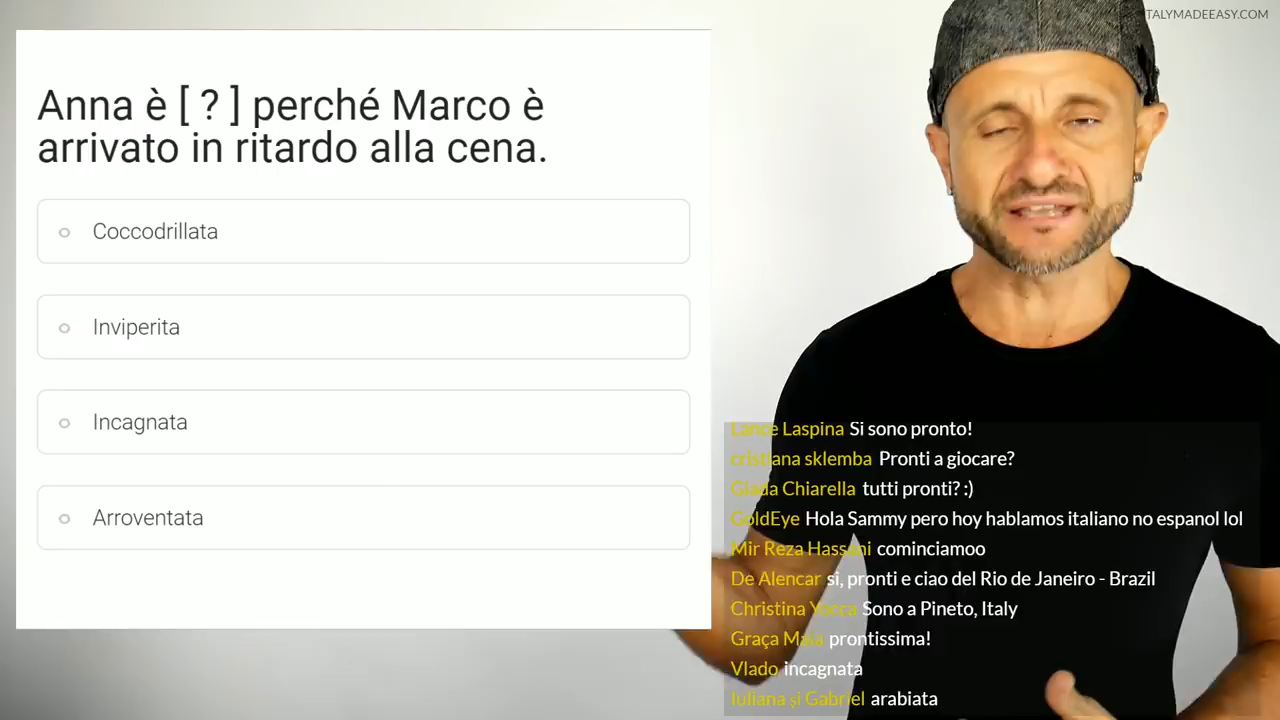 TALYMADEEASY.COM
Anna è [ ? ] perché Marco è
arrivato in ritardo alla cena.
Coccodrillata
Inviperita
Incagnata
Arroventata
Lance Laspina Si sono pronto!
cristiana sklemba Pronti a giocare?
Giada Chiarella tutti pronti? :)
GoldEye Hola Sammy pero hoy hablamos italiano no espanol lol
Mir Reza Hassani cominciamoo
De Alencar si, pronti e ciao del Rio de Janeiro - Brazil
Christina Yocca Sono a Pineto, Italy
Graça Maia prontissima!
Vlado incagnata
Iuliana și Gabriel arabiata